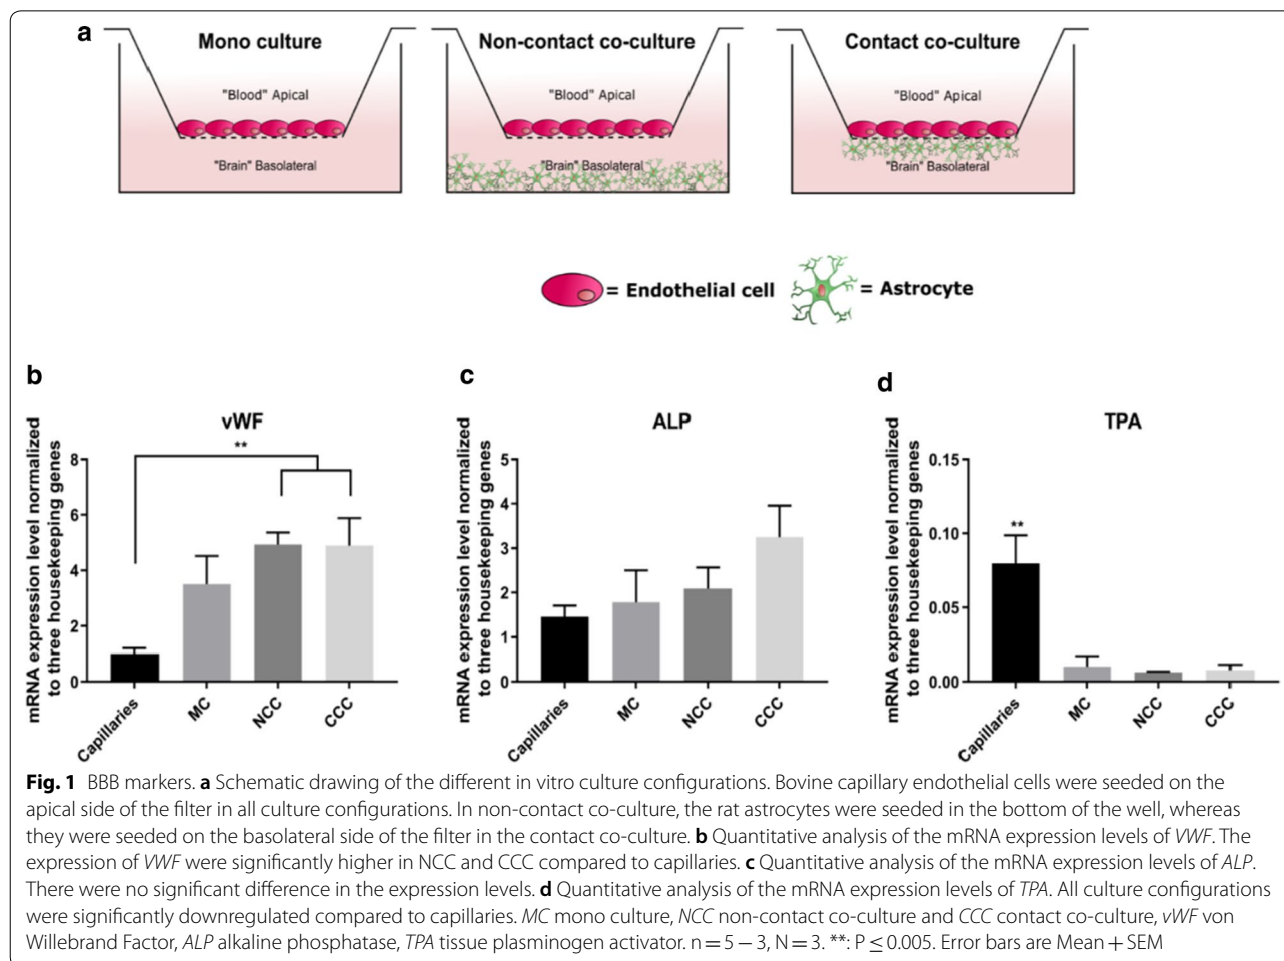 a
Mono culture
"Blood" Apical
"Brain" Basolateral
Non-contact co-culture
"Blood" Apical
"Brain" Basolateral
Contact co-culture
"Blood" Apical
"Brain" Basolateral
= Endothelial cell
= Astrocyte
b
vWF
mRNA expression level normalized
to three housekeeping genes
8
6
4
2
0
**
Capillaries
MC
NCC
CCC
c
ALP
mRNA expression level normalized
to three housekeeping genes
5
4
3
2
1
0
Capillaries
MC
NCC
CCC
d
TPA
mRNA expression level normalized
to three housekeeping genes
0.15
0.10
0.05
0.00
**
Capillaries
MC
NCC
CCC
Fig. 1 BBB markers. a Schematic drawing of the different in vitro culture configurations. Bovine capillary endothelial cells were seeded on the
apical side of the filter in all culture configurations. In non-contact co-culture, the rat astrocytes were seeded in the bottom of the well, whereas
they were seeded on the basolateral side of the filter in the contact co-culture. b Quantitative analysis of the mRNA expression levels of VWF. The
expression of VWF were significantly higher in NCC and CCC compared to capillaries. c Quantitative analysis of the mRNA expression levels of ALP.
There were no significant difference in the expression levels. d Quantitative analysis of the mRNA expression levels of TPA. All culture configurations
were significantly downregulated compared to capillaries. MC mono culture, NCC non-contact co-culture and CCC contact co-culture, vWF von
Willebrand Factor, ALP alkaline phosphatase, TPA tissue plasminogen activator. n = 5 − 3, N = 3. **: P ≤ 0.005. Error bars are Mean + SEM